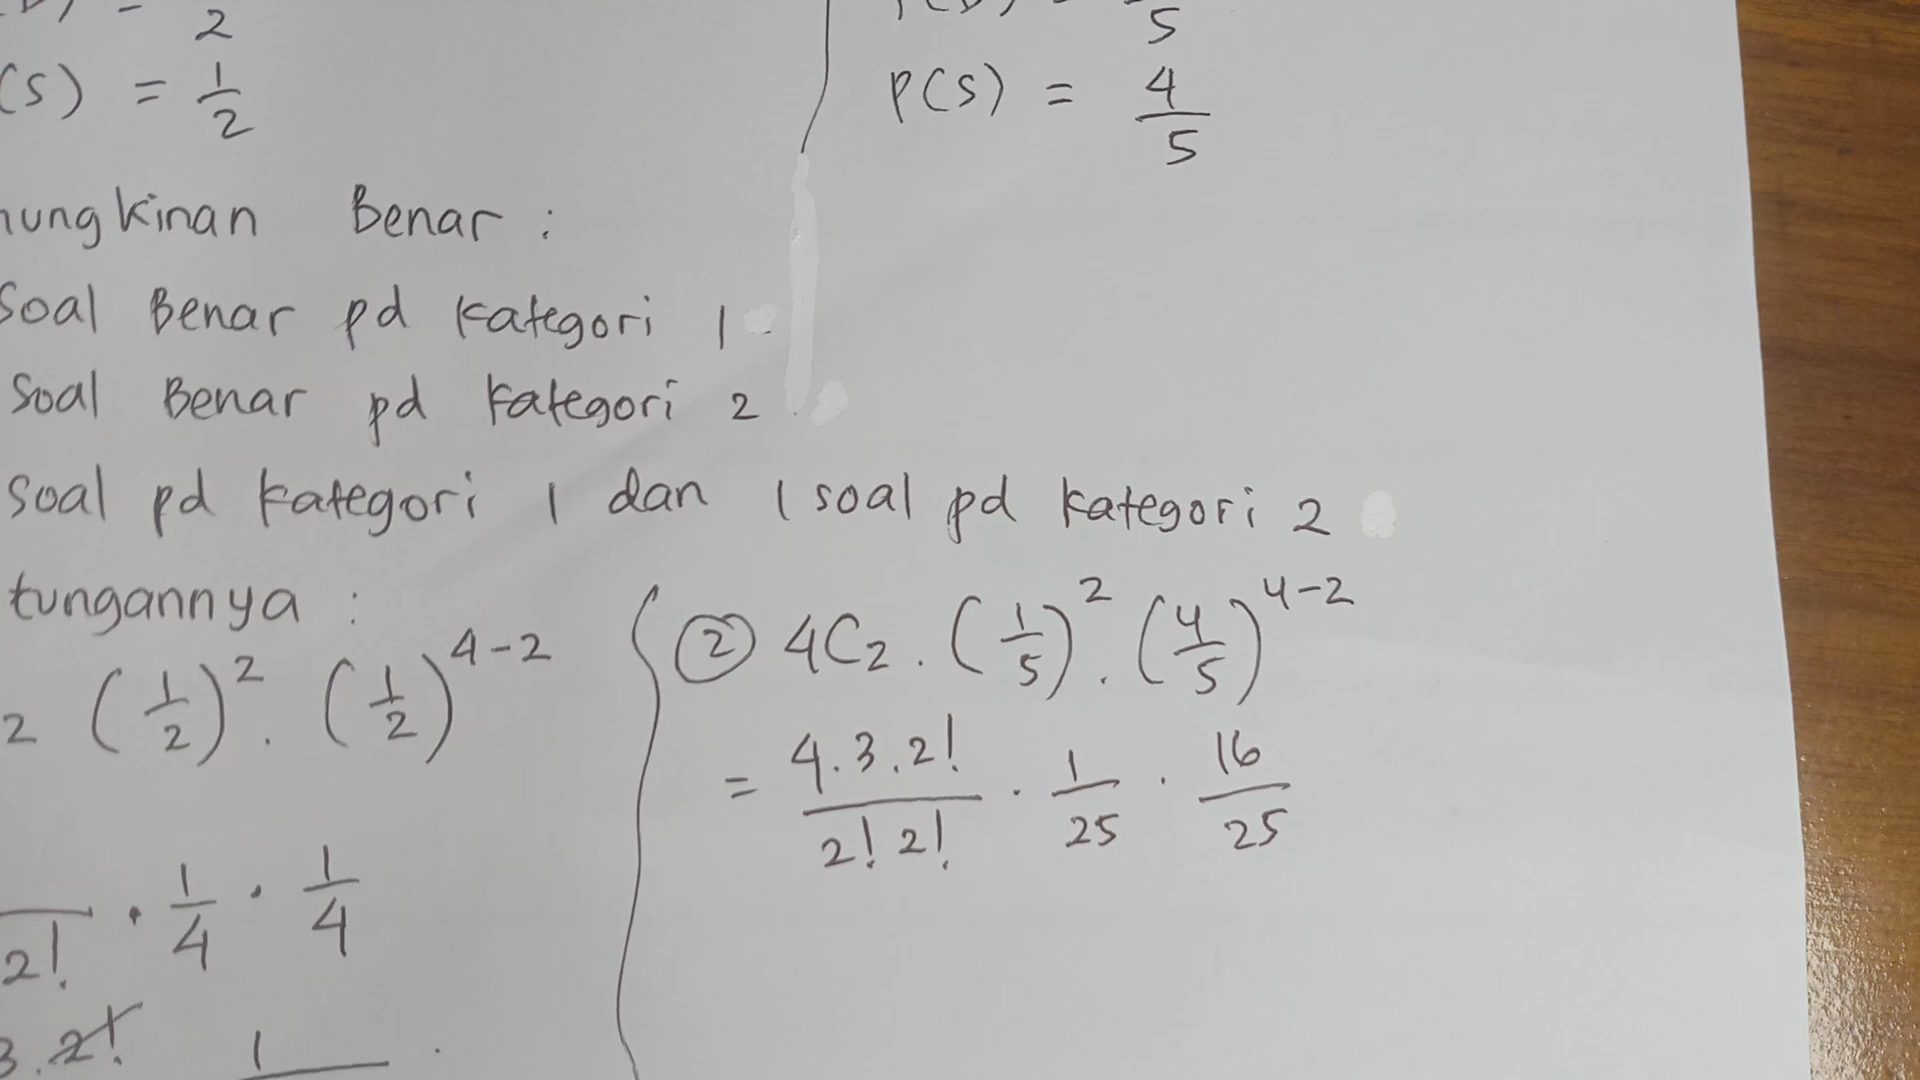 2
(S) = 1/2
5
P(S) = 4/5
Benar :
Soal Benar pd Kategori 1
Soal Benar pd Kategori 2
Soal pd Kategori 1 dan 1 soal pd kategori 2
tungannya :
2 (1/2)² . (1/2)⁴⁻²
2! . 1/4 . 1/4
3.2! 1 .
② 4C₂ . (1/5)² . (4/5)⁴⁻²
= 4.3.2!/2! 2! . 1/25 . 16/25